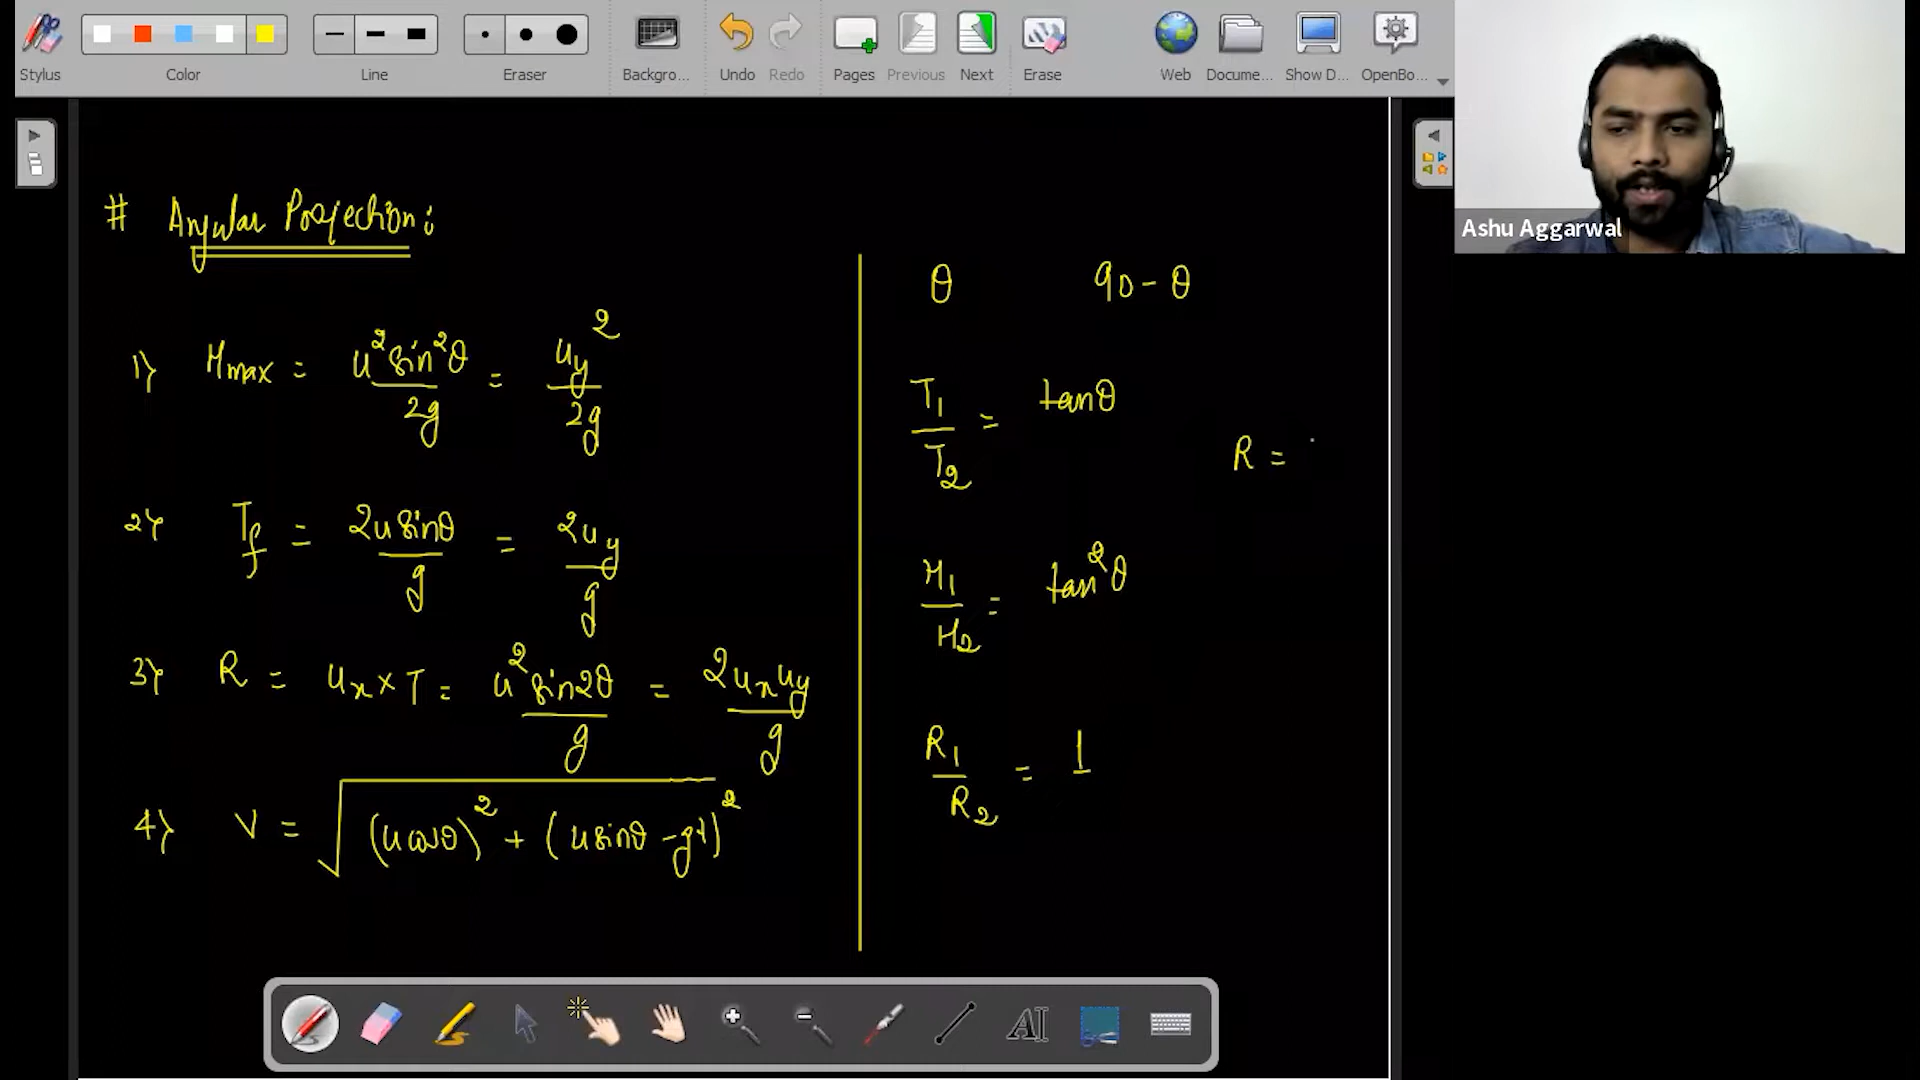 Stylus Color Line Eraser Backgro... Undo Redo Pages Previous Next Erase Web Docume... Show D... OpenBo...
Ashu Aggarwal
# Angular Projection:
1} Hmax = u²sin²θ/2g = uy²/2g
2} Tf = 2usinθ/g = 2uy/g
3} R = ux × T = u²sin2θ/g = 2uxuy/g
4} V = √(ucosθ)² + (usinθ - gt)²
θ 90 - θ
T1/T2 = tanθ
R =
H1/H2 = tan²θ
R1/R2 = 1
AI